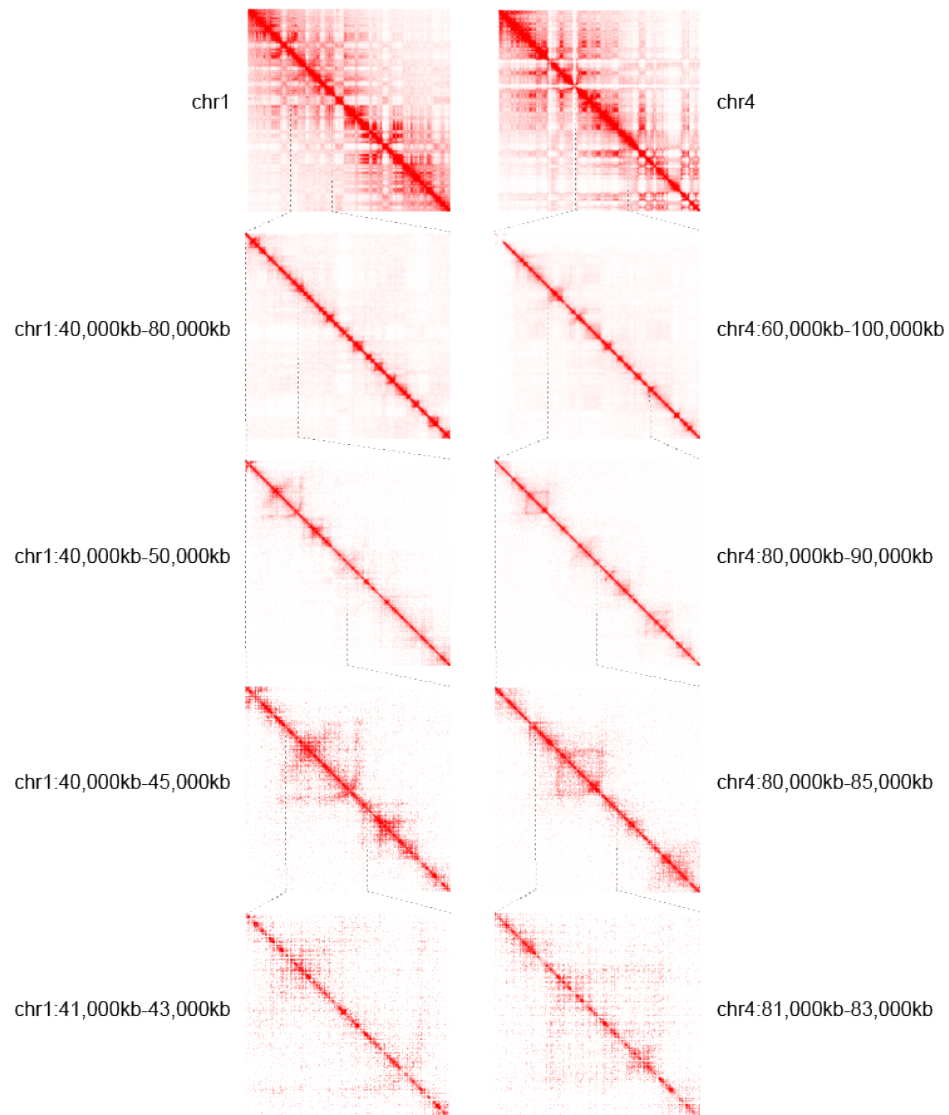 chr1
chr4
chr1:40,000kb-80,000kb
chr4:60,000kb-100,000kb
chr1:40,000kb-50,000kb
chr4:80,000kb-90,000kb
chr1:40,000kb-45,000kb
chr4:80,000kb-85,000kb
chr1:41,000kb-43,000kb
chr4:81,000kb-83,000kb